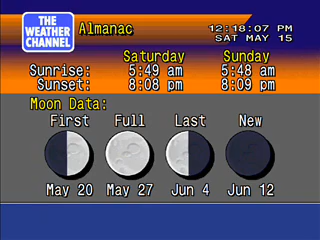 THE
WEATHER
CHANNEL
Almanac
12:18:07 PM
SAT MAY 15
Saturday Sunday
Sunrise: 5:49 am 5:48 am
Sunset: 8:08 pm 8:09 pm
Moon Data:
First Full Last New
May 20 May 27 Jun 4 Jun 12